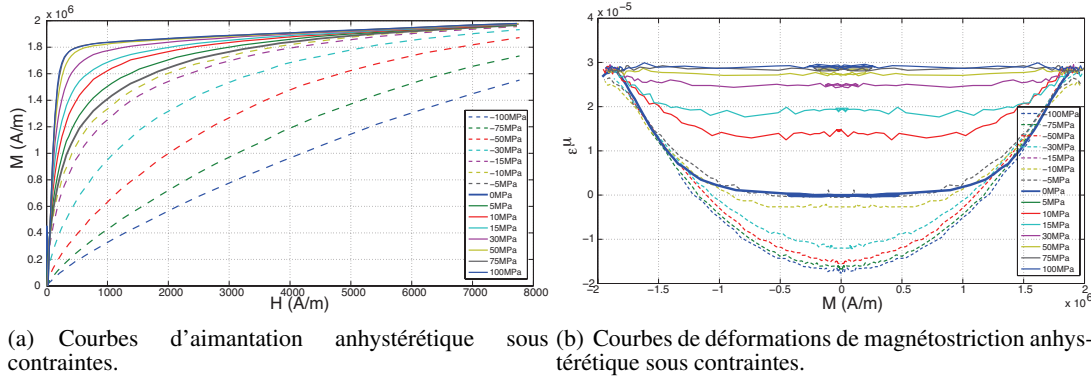 x 10⁶
2
1.8
1.6
1.4
1.2
1
0.8
0.6
0.4
0.2
0
M (A/m)
0 1000 2000 3000 4000 5000 6000 7000 8000
H (A/m)
−100MPa
−75MPa
−50MPa
−30MPa
−15MPa
−10MPa
−5MPa
0MPa
5MPa
10MPa
15MPa
30MPa
50MPa
75MPa
100MPa
(a) Courbes d'aimantation anhystérétique sous
contraintes.
x 10⁻⁵
4
3
2
1
0
−1
−2
εᵘ
−2 −1.5 −1 −0.5 0 0.5 1 1.5 2
x 10⁶
M (A/m)
−100MPa
−75MPa
−50MPa
−30MPa
−15MPa
−10MPa
−5MPa
0MPa
5MPa
10MPa
15MPa
30MPa
50MPa
75MPa
100MPa
(b) Courbes de déformations de magnétostriction anhys-
térétique sous contraintes.